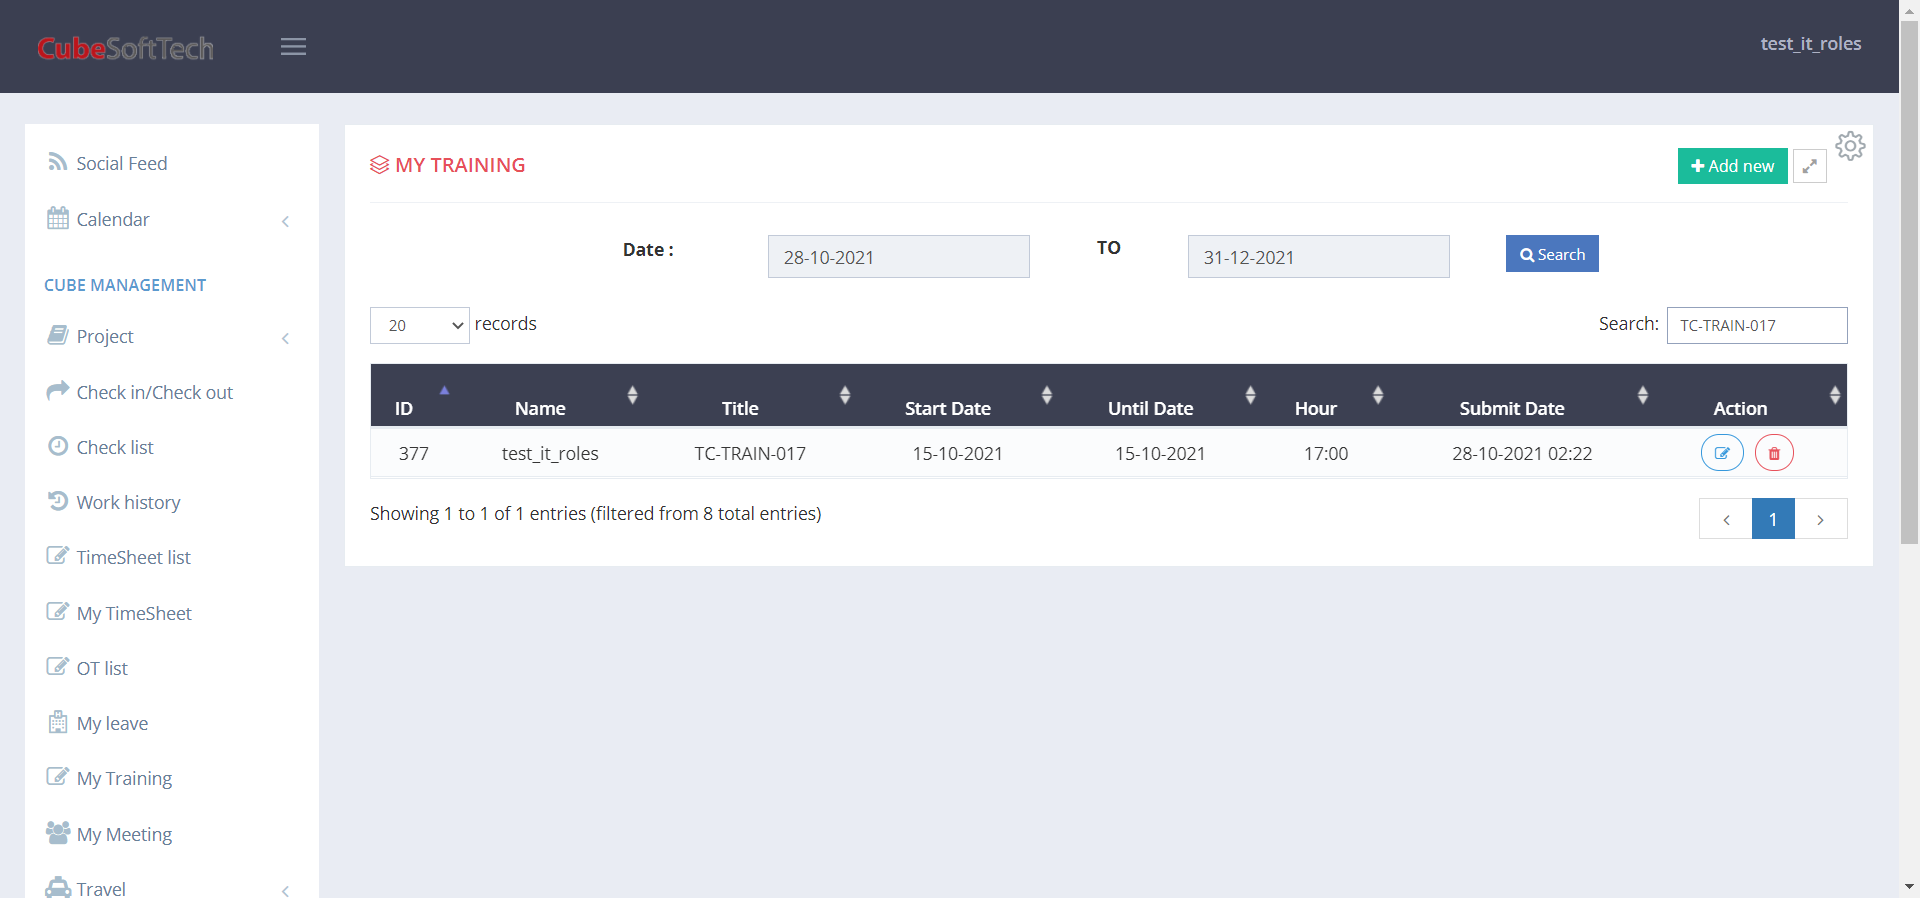 CubeSoftTech
test_it_roles
Social Feed
Calendar
CUBE MANAGEMENT
Project
Check in/Check out
Check list
Work history
TimeSheet list
My TimeSheet
OT list
My leave
My Training
My Meeting
Travel
MY TRAINING
Add new
Date :
28-10-2021
TO
31-12-2021
Search
20
records
Search:
TC-TRAIN-017
ID Name Title Start Date Until Date Hour Submit Date Action
377 test_it_roles TC-TRAIN-017 15-10-2021 15-10-2021 17:00 28-10-2021 02:22
Showing 1 to 1 of 1 entries (filtered from 8 total entries)
1